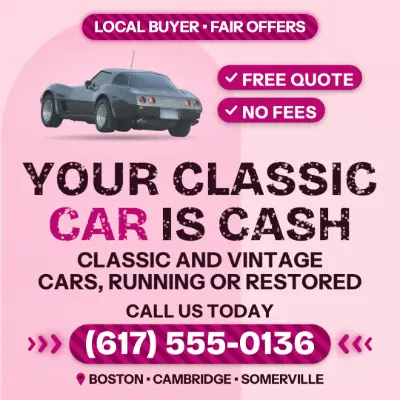 LOCAL BUYER • FAIR OFFERS
✓ FREE QUOTE
✓ NO FEES
YOUR CLASSIC
CAR IS CASH
CLASSIC AND VINTAGE
CARS, RUNNING OR RESTORED
CALL US TODAY
(617) 555-0136
BOSTON • CAMBRIDGE • SOMERVILLE